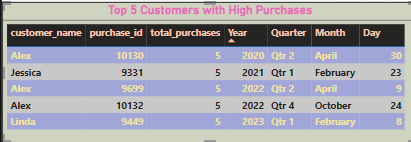 Top 5 Customers with High Purchases
customer_name purchase_id total_purchases Year Quarter Month Day
Alex 10130 5 2020 Qtr 2 April 30
Jessica 9331 5 2021 Qtr 1 February 23
Alex 9699 5 2022 Qtr 2 April 9
Alex 10132 5 2022 Qtr 4 October 24
Linda 9449 5 2023 Qtr 1 February 8